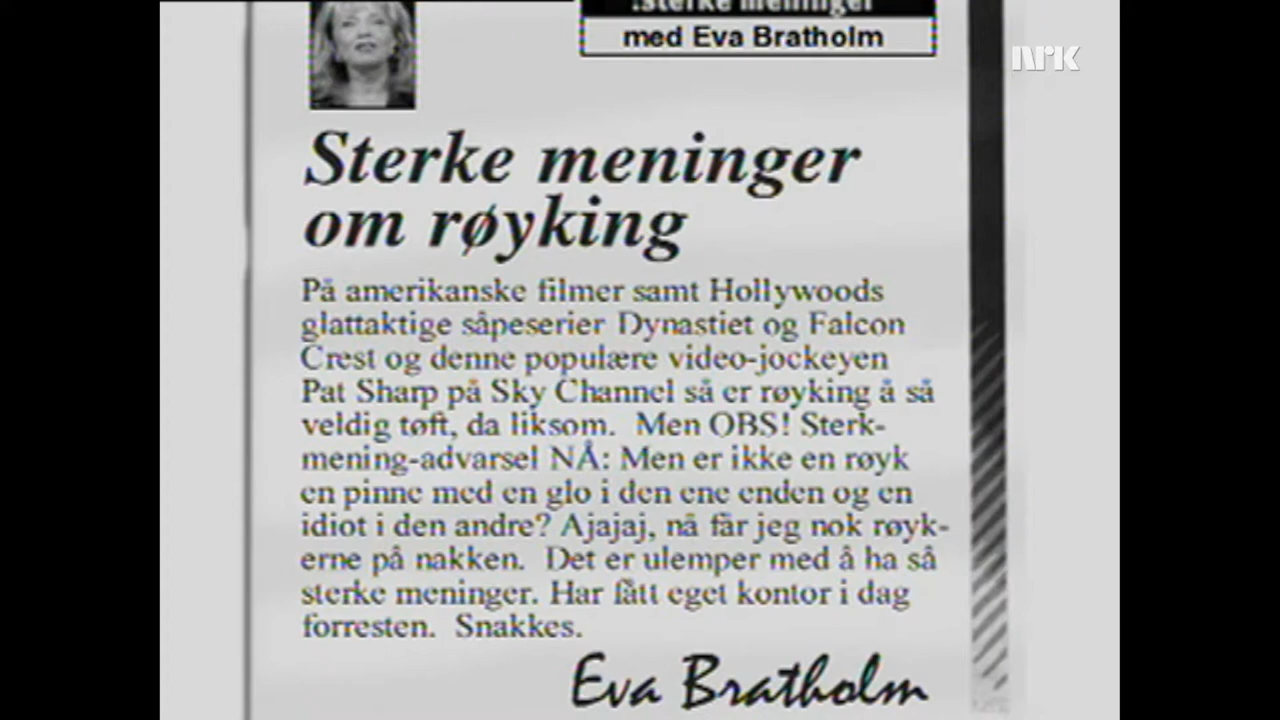 :sterke meninger
med Eva Bratholm
NRK
Sterke meninger
om røyking
På amerikanske filmer samt Hollywoods
glattaktige såpeserier Dynastiet og Falcon
Crest og denne populære video-jockeyen
Pat Sharp på Sky Channel så er røyking å så
veldig tøft, da liksom. Men OBS! Sterk-
mening-advarsel NÅ: Men er ikke en røyk
en pinne med en glo i den ene enden og en
idiot i den andre? Ajajaj, nå får jeg nok røyk-
erne på nakken. Det er ulemper med å ha så
sterke meninger. Har fått eget kontor i dag
forresten. Snakkes.
Eva Bratholm